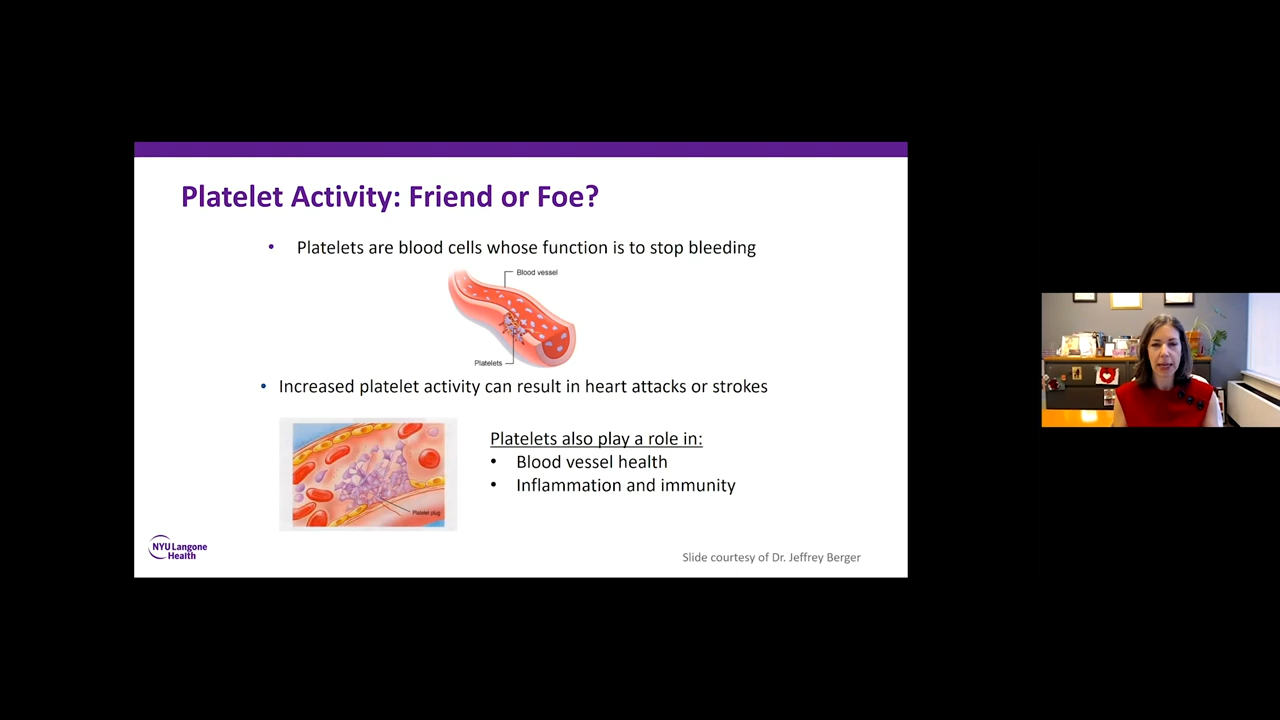 Platelet Activity: Friend or Foe?
• Platelets are blood cells whose function is to stop bleeding
Blood vessel
Platelets
• Increased platelet activity can result in heart attacks or strokes
Platelets also play a role in:
• Blood vessel health
• Inflammation and immunity
Platelet plug
NYU Langone
Health
Slide courtesy of Dr. Jeffrey Berger